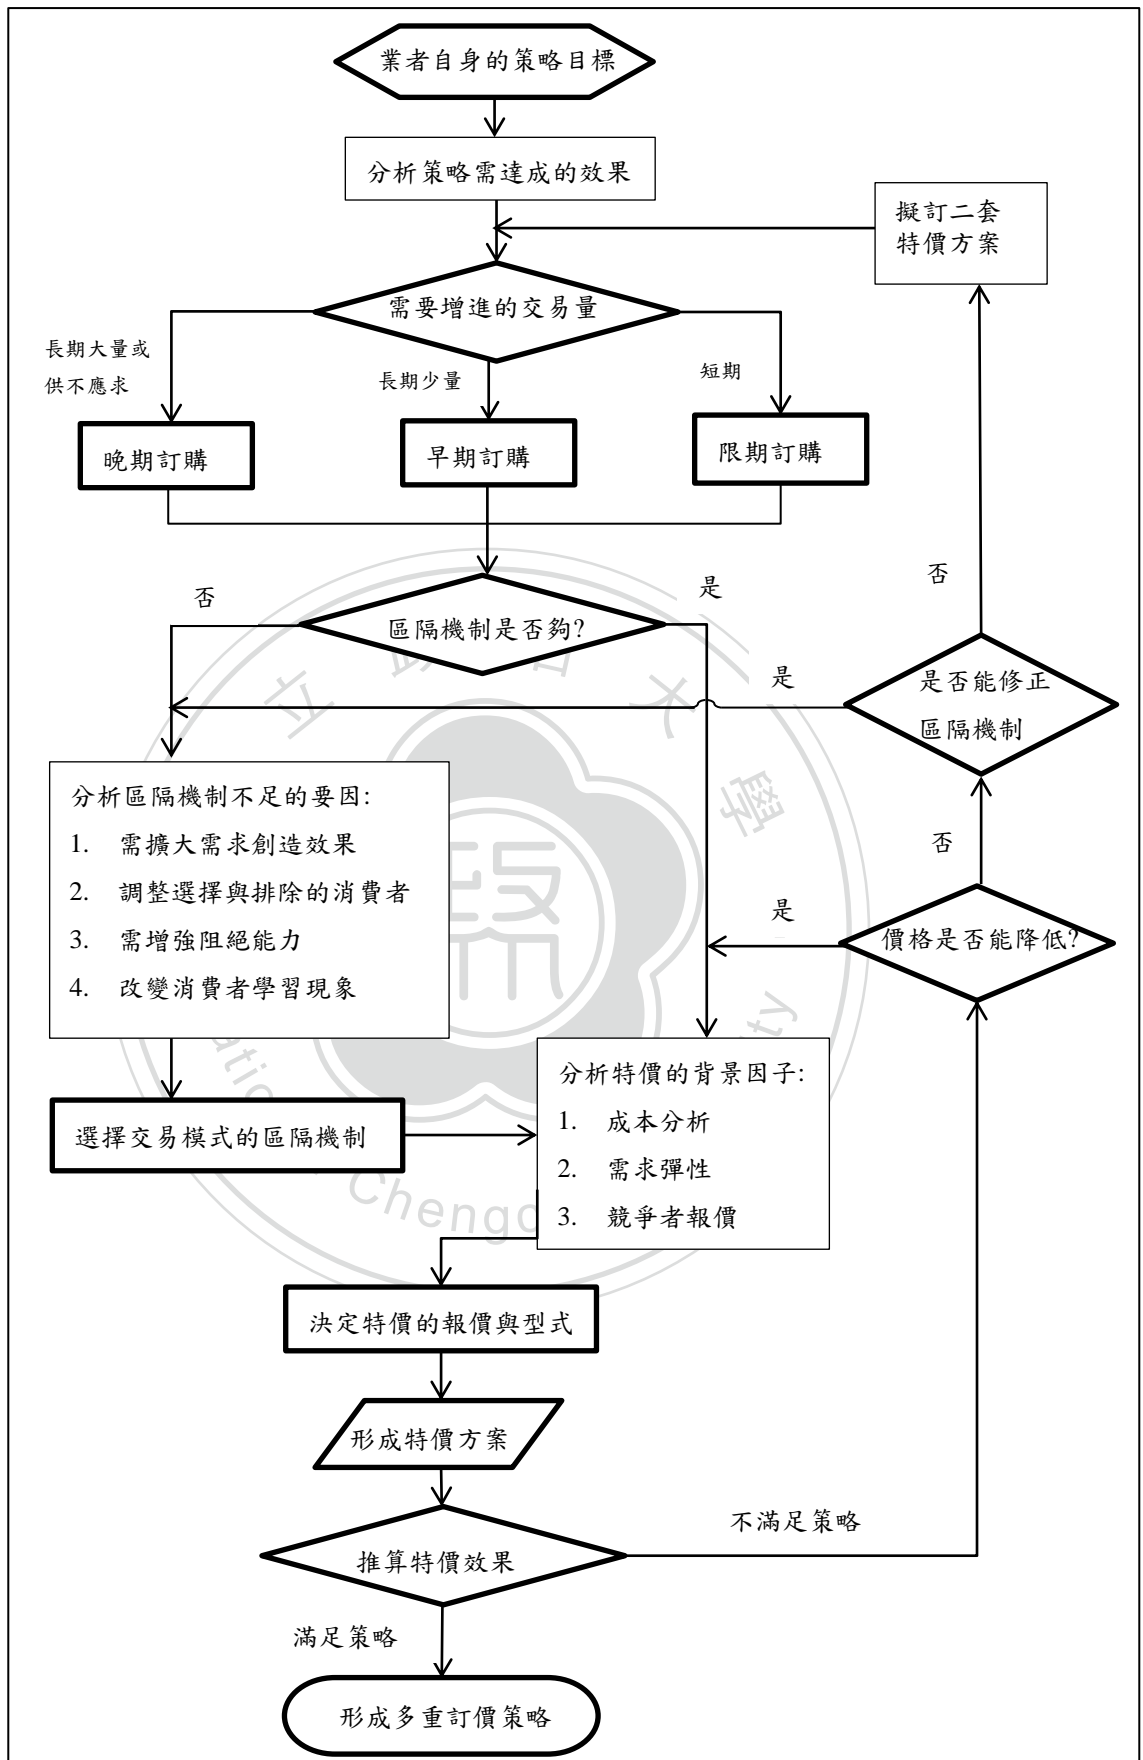 業者自身的策略目標
分析策略需達成的效果
擬訂二套
特價方案
需要增進的交易量
長期大量或
供不應求
長期少量
短期
晚期訂購
早期訂購
限期訂購
否
是
否
區隔機制是否夠?
是
是否能修正
區隔機制
立
大
學
分析區隔機制不足的要因:
1. 需擴大需求創造效果
2. 調整選擇與排除的消費者
3. 需增強阻絕能力
4. 改變消費者學習現象
否
是
價格是否能降低?
分析特價的背景因子:
1. 成本分析
2. 需求彈性
3. 競爭者報價
選擇交易模式的區隔機制
Chengc
決定特價的報價與型式
形成特價方案
推算特價效果
不滿足策略
滿足策略
形成多重訂價策略